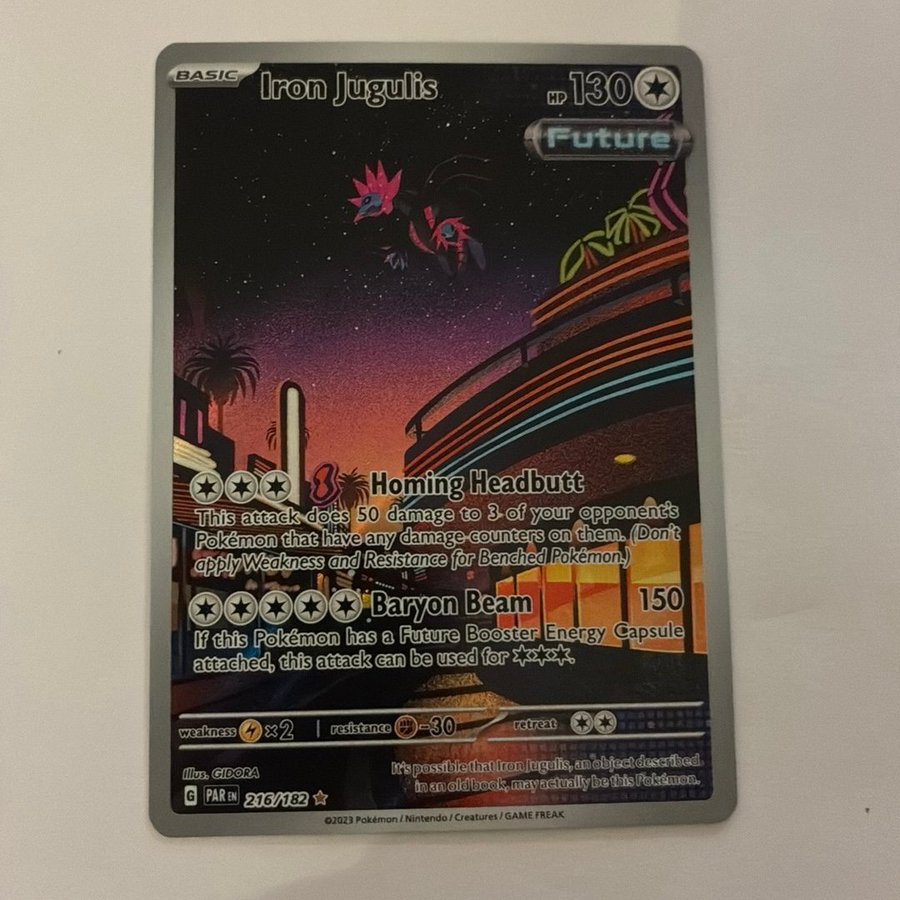 BASIC Iron Jugulis HP 130
Future
Homing Headbutt
This attack does 50 damage to 3 of your opponent's
Pokémon that have any damage counters on them. (Don't
apply Weakness and Resistance for Benched Pokémon.)
Baryon Beam 150
If this Pokémon has a Future Booster Energy Capsule
attached, this attack can be used for
weakness ×2 resistance -30 retreat
Illus. GIDORA
It's possible that Iron Jugulis, an object described
in an old book, may actually be this Pokémon.
G PAR EN 216/182
©2023 Pokémon / Nintendo / Creatures / GAME FREAK